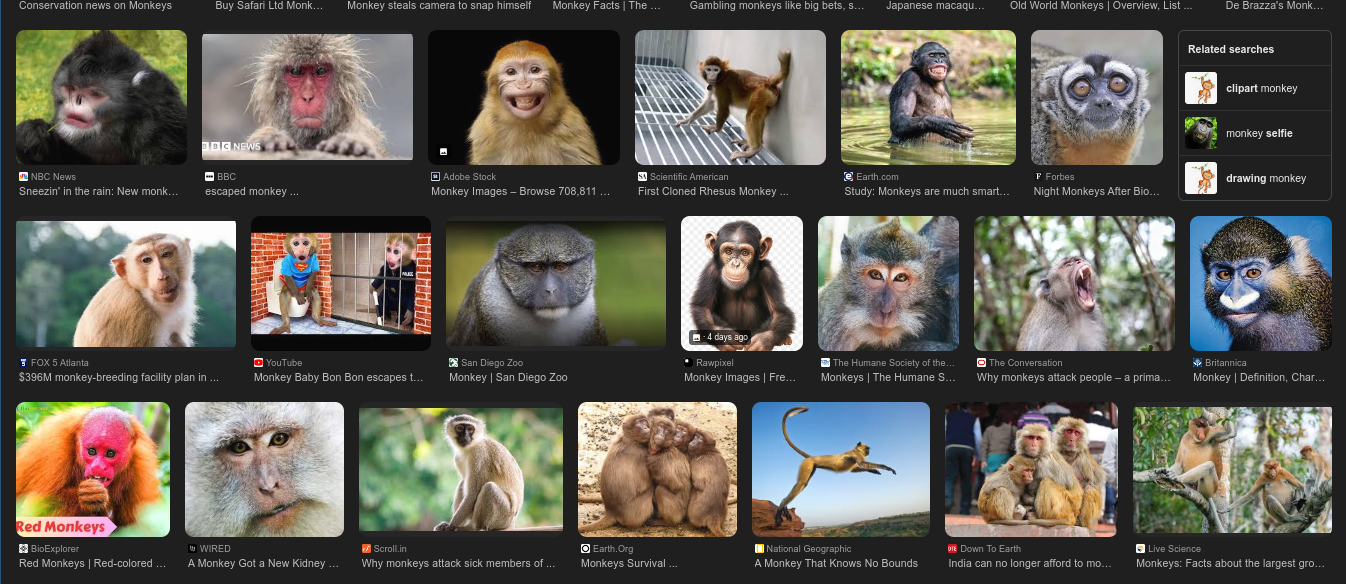 Conservation news on Monkeys
Buy Safari Ltd Monk...
Monkey steals camera to snap himself
Monkey Facts | The ...
Gambling monkeys like big bets, s...
Japanese macaqu...
Old World Monkeys | Overview, List ...
De Brazza's Monk...
BBC NEWS
NBC News
Sneezin' in the rain: New monk...
BBC
escaped monkey ...
Adobe Stock
Monkey Images – Browse 708,811 ...
Scientific American
First Cloned Rhesus Monkey ...
Earth.com
Study: Monkeys are much smart...
Forbes
Night Monkeys After Bio...
Related searches
clipart monkey
monkey selfie
drawing monkey
POLICE
4 days ago
FOX 5 Atlanta
$396M monkey-breeding facility plan in ...
YouTube
Monkey Baby Bon Bon escapes t...
San Diego Zoo
Monkey | San Diego Zoo
Rawpixel
Monkey Images | Fre...
The Humane Society of the...
Monkeys | The Humane S...
The Conversation
Why monkeys attack people – a prima...
Britannica
Monkey | Definition, Char...
Red Monkeys
BioExplorer
Red Monkeys | Red-colored ...
WIRED
A Monkey Got a New Kidney ...
Scroll.in
Why monkeys attack sick members of ...
Earth.Org
Monkeys Survival ...
National Geographic
A Monkey That Knows No Bounds
Down To Earth
India can no longer afford to mo...
Live Science
Monkeys: Facts about the largest gro...